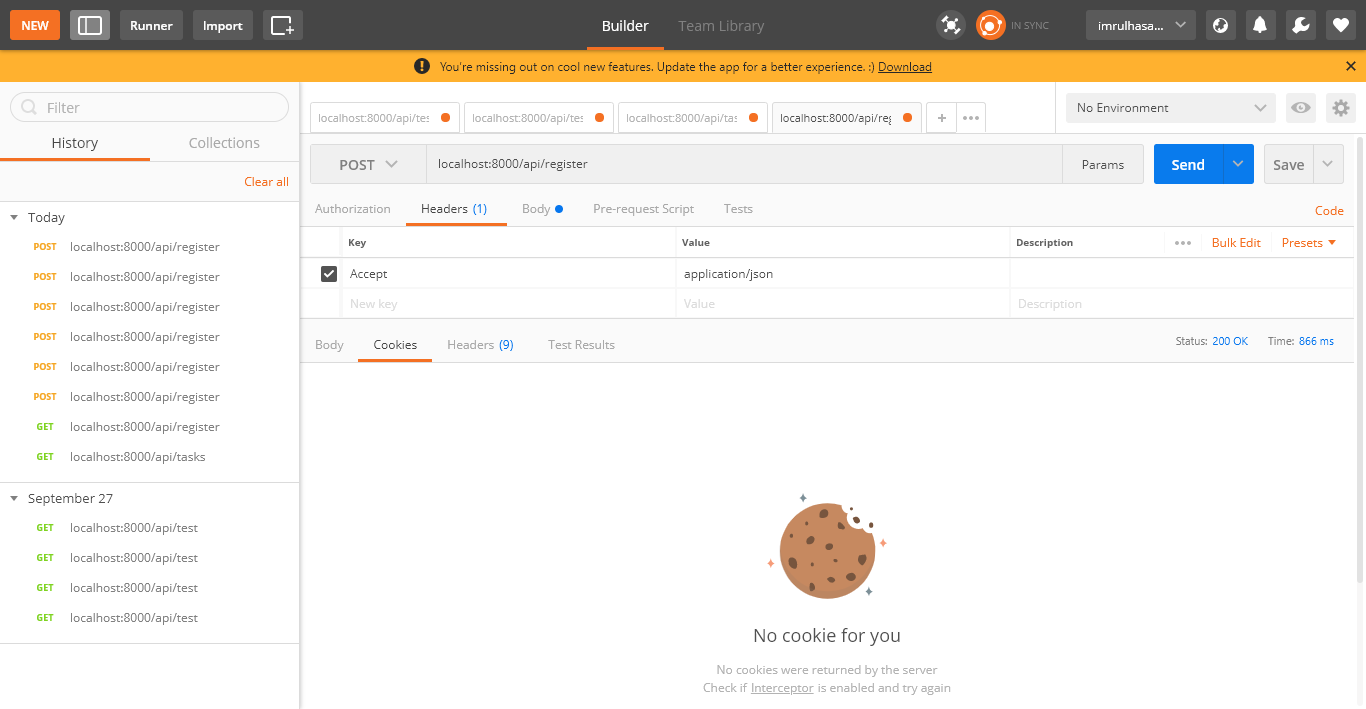 NEW Runner Import Builder Team Library IN SYNC imrulhasa...
You're missing out on cool new features. Update the app for a better experience. :) Download
Filter
History Collections
Clear all
Today
POST localhost:8000/api/register
POST localhost:8000/api/register
POST localhost:8000/api/register
POST localhost:8000/api/register
POST localhost:8000/api/register
POST localhost:8000/api/register
GET localhost:8000/api/register
GET localhost:8000/api/tasks
September 27
GET localhost:8000/api/test
GET localhost:8000/api/test
GET localhost:8000/api/test
GET localhost:8000/api/test
localhost:8000/api/tes localhost:8000/api/tes localhost:8000/api/tas localhost:8000/api/reg + ••• No Environment
POST localhost:8000/api/register Params Send Save
Authorization Headers (1) Body Pre-request Script Tests Code
Key Value Description ••• Bulk Edit Presets
Accept application/json
New key Value Description
Body Cookies Headers (9) Test Results Status: 200 OK Time: 866 ms
No cookie for you
No cookies were returned by the server
Check if Interceptor is enabled and try again